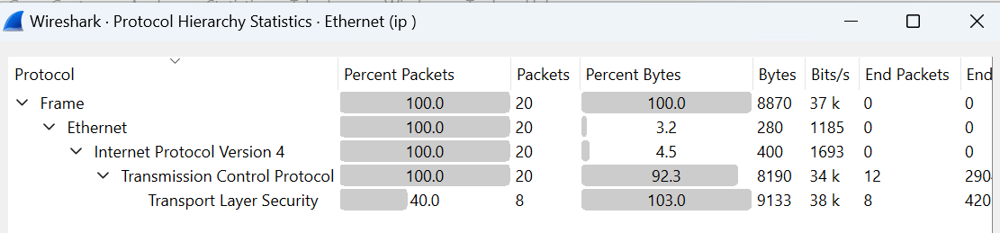 Wireshark · Protocol Hierarchy Statistics · Ethernet (ip )
Protocol Percent Packets Packets Percent Bytes Bytes Bits/s End Packets End
Frame 100.0 20 100.0 8870 37 k 0 0
Ethernet 100.0 20 3.2 280 1185 0 0
Internet Protocol Version 4 100.0 20 4.5 400 1693 0 0
Transmission Control Protocol 100.0 20 92.3 8190 34 k 12 290
Transport Layer Security 40.0 8 103.0 9133 38 k 8 420